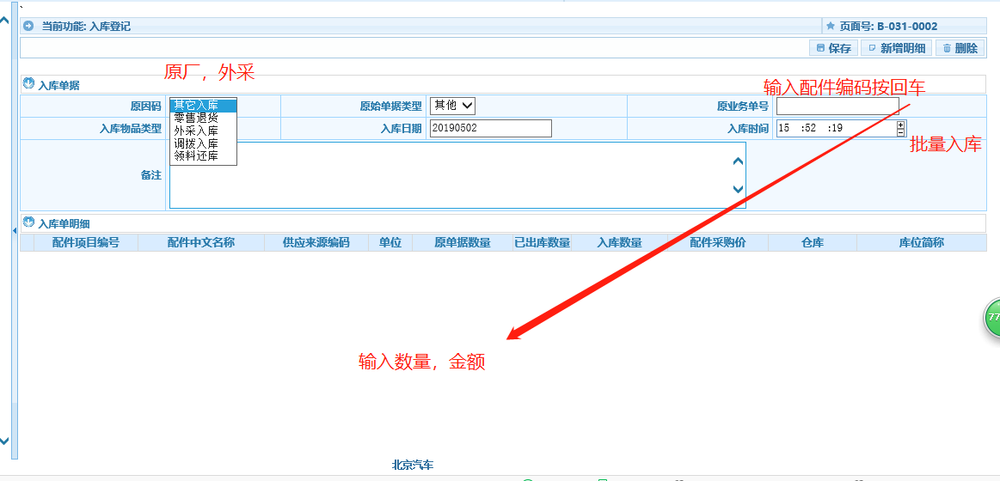 当前功能: 入库登记
页面号: B-031-0002
保存 新增明细 删除
原厂，外采
入库单据
输入配件编码按回车
原因码
其它入库
零售退货
外采入库
调拨入库
领料还库
原始单据类型 其他
原业务单号
入库物品类型
入库日期 20190502
入库时间 15 :52 :19
批量入库
备注
入库单明细
配件项目编号 配件中文名称 供应来源编码 单位 原单据数量 已出库数量 入库数量 配件采购价 仓库 库位简称
77
输入数量，金额
北京汽车